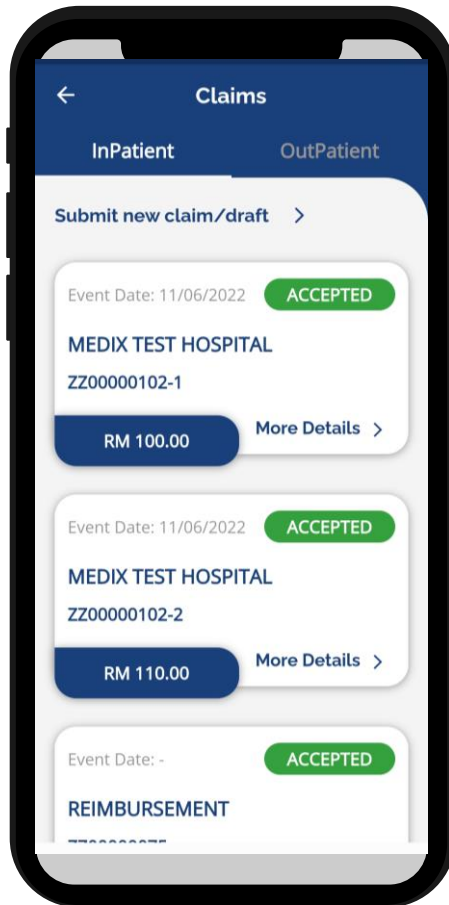 Claims
InPatient OutPatient
Submit new claim/draft >
Event Date: 11/06/2022 ACCEPTED
MEDIX TEST HOSPITAL
ZZ00000102-1
RM 100.00 More Details >
Event Date: 11/06/2022 ACCEPTED
MEDIX TEST HOSPITAL
ZZ00000102-2
RM 110.00 More Details >
Event Date: - ACCEPTED
REIMBURSEMENT